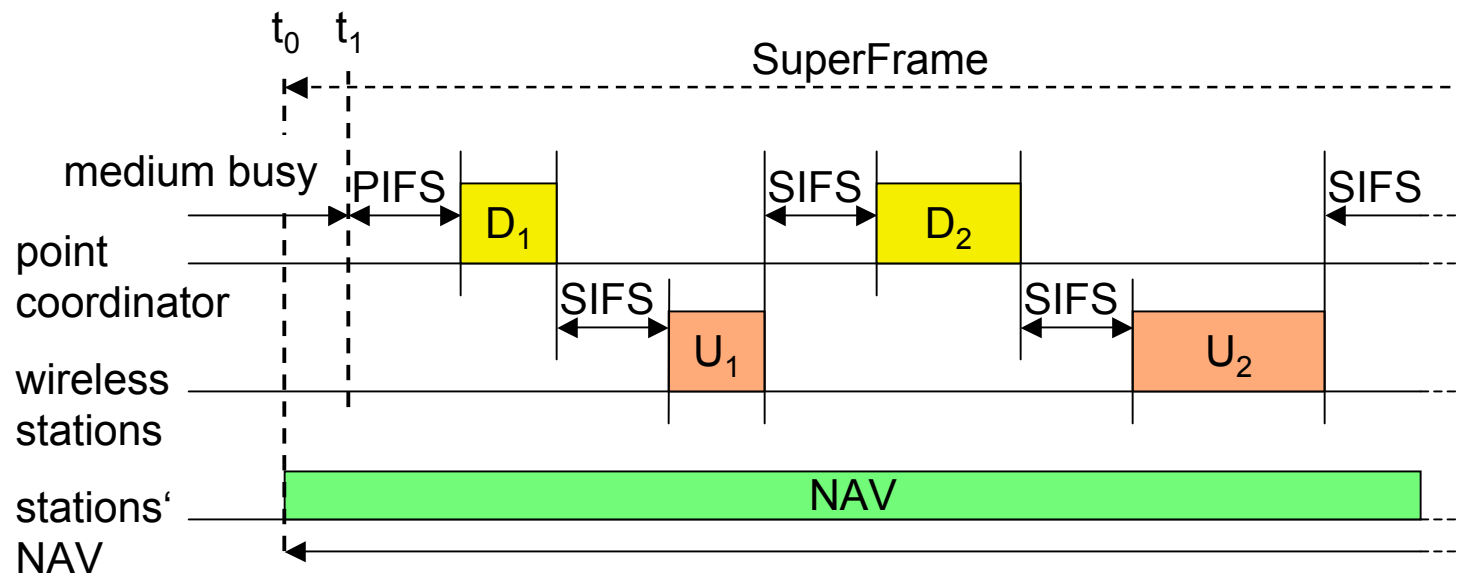 t0 t1
SuperFrame
medium busy
PIFS
D1
SIFS
D2
SIFS
point
coordinator
SIFS
U1
SIFS
U2
wireless
stations
NAV
stations‘
NAV